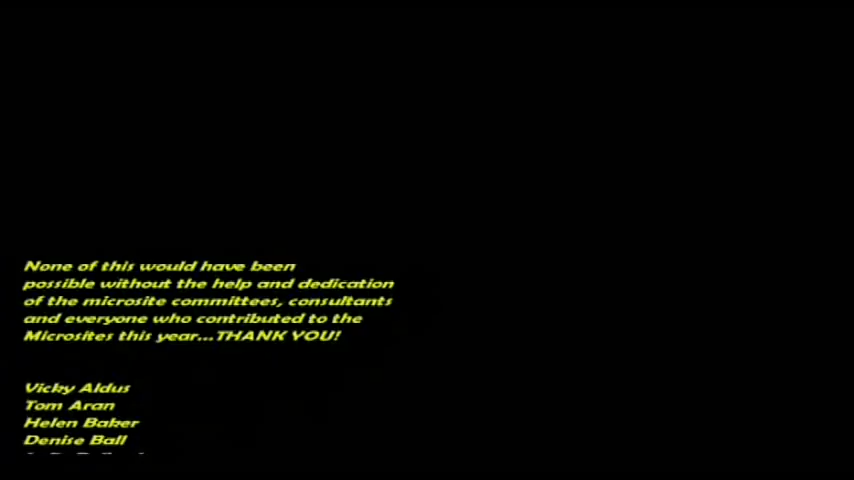 None of this would have been
possible without the help and dedication
of the microsite committees, consultants
and everyone who contributed to the
Microsites this year...THANK YOU!
Vicky Aldus
Tom Aran
Helen Baker
Denise Ball